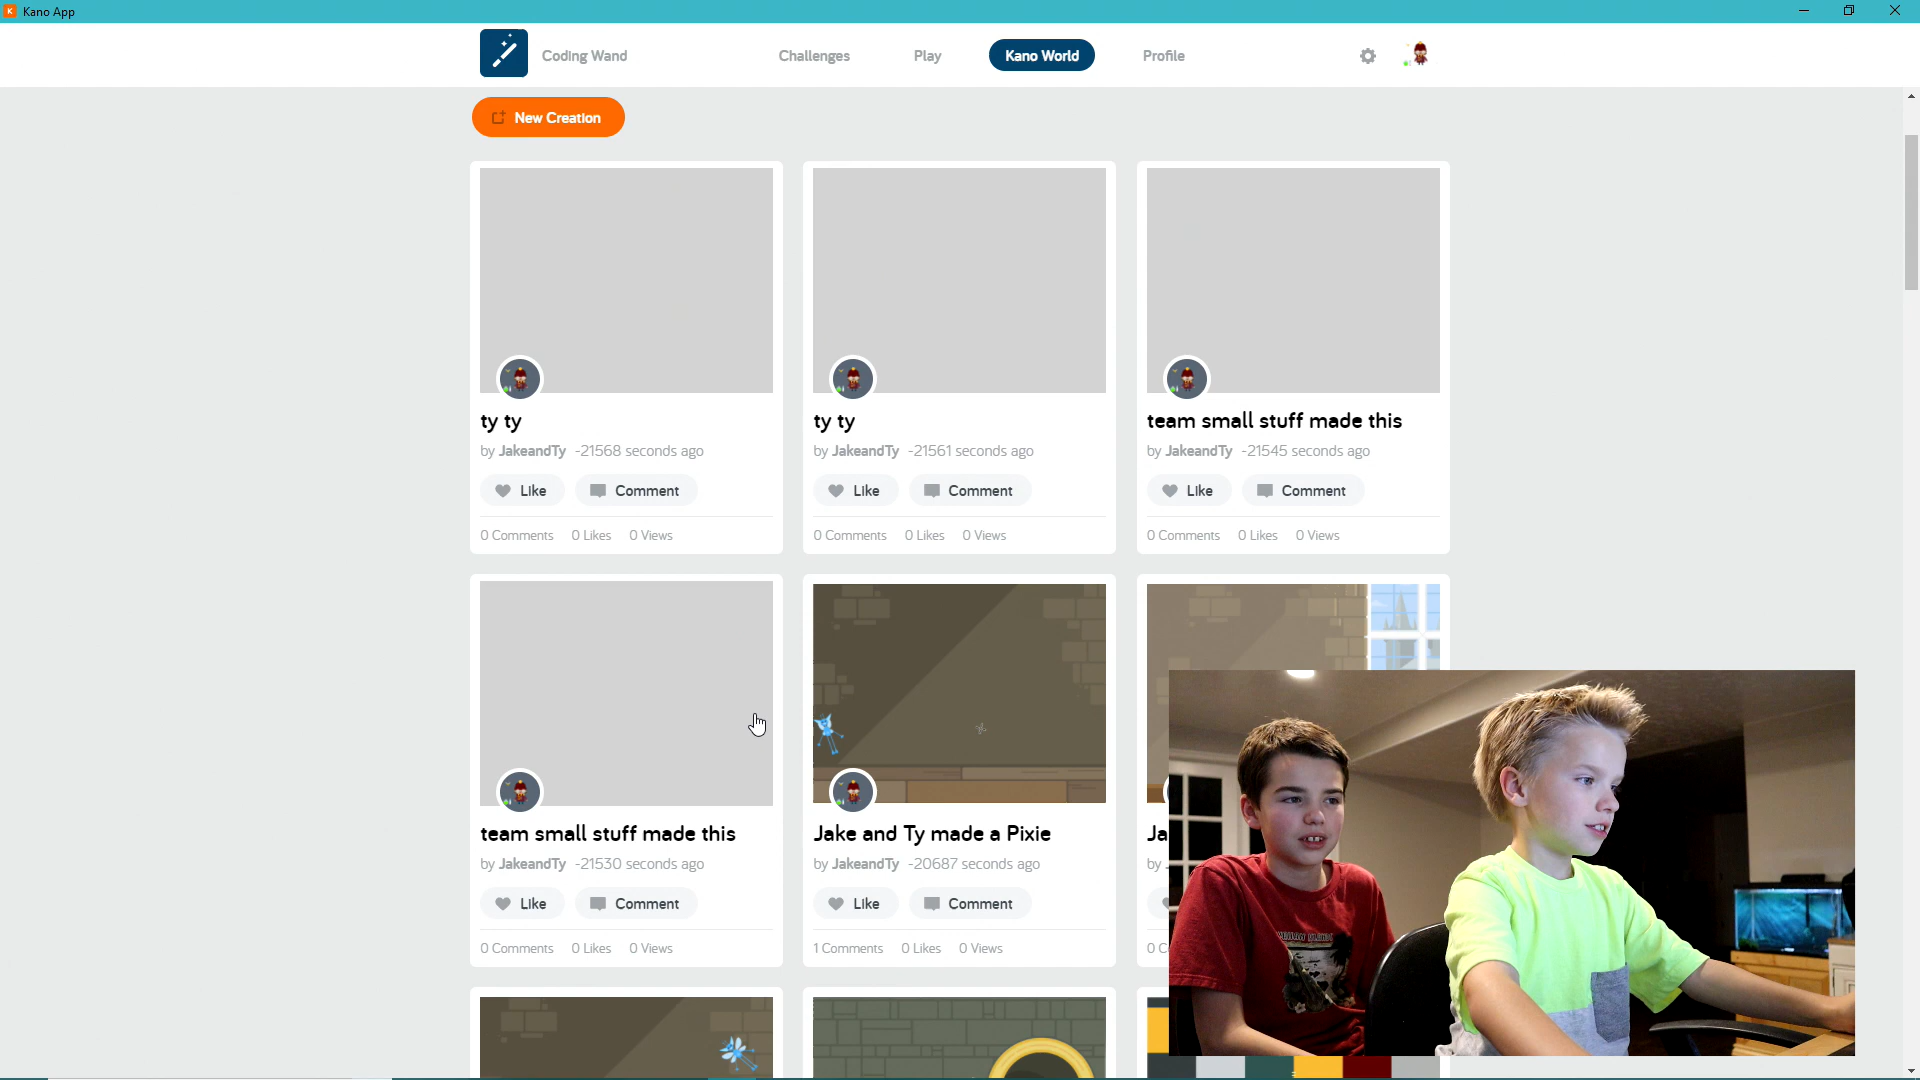 Kano App
Coding Wand
Challenges
Play
Kano World
Profile
New Creation
ty ty
by JakeandTy -21568 seconds ago
Like
Comment
0 Comments 0 Likes 0 Views
ty ty
by JakeandTy -21561 seconds ago
Like
Comment
0 Comments 0 Likes 0 Views
team small stuff made this
by JakeandTy -21545 seconds ago
Like
Comment
0 Comments 0 Likes 0 Views
team small stuff made this
by JakeandTy -21530 seconds ago
Like
Comment
0 Comments 0 Likes 0 Views
Jake and Ty made a Pixie
by JakeandTy -20687 seconds ago
Like
Comment
1 Comments 0 Likes 0 Views
Ja
by
0 C